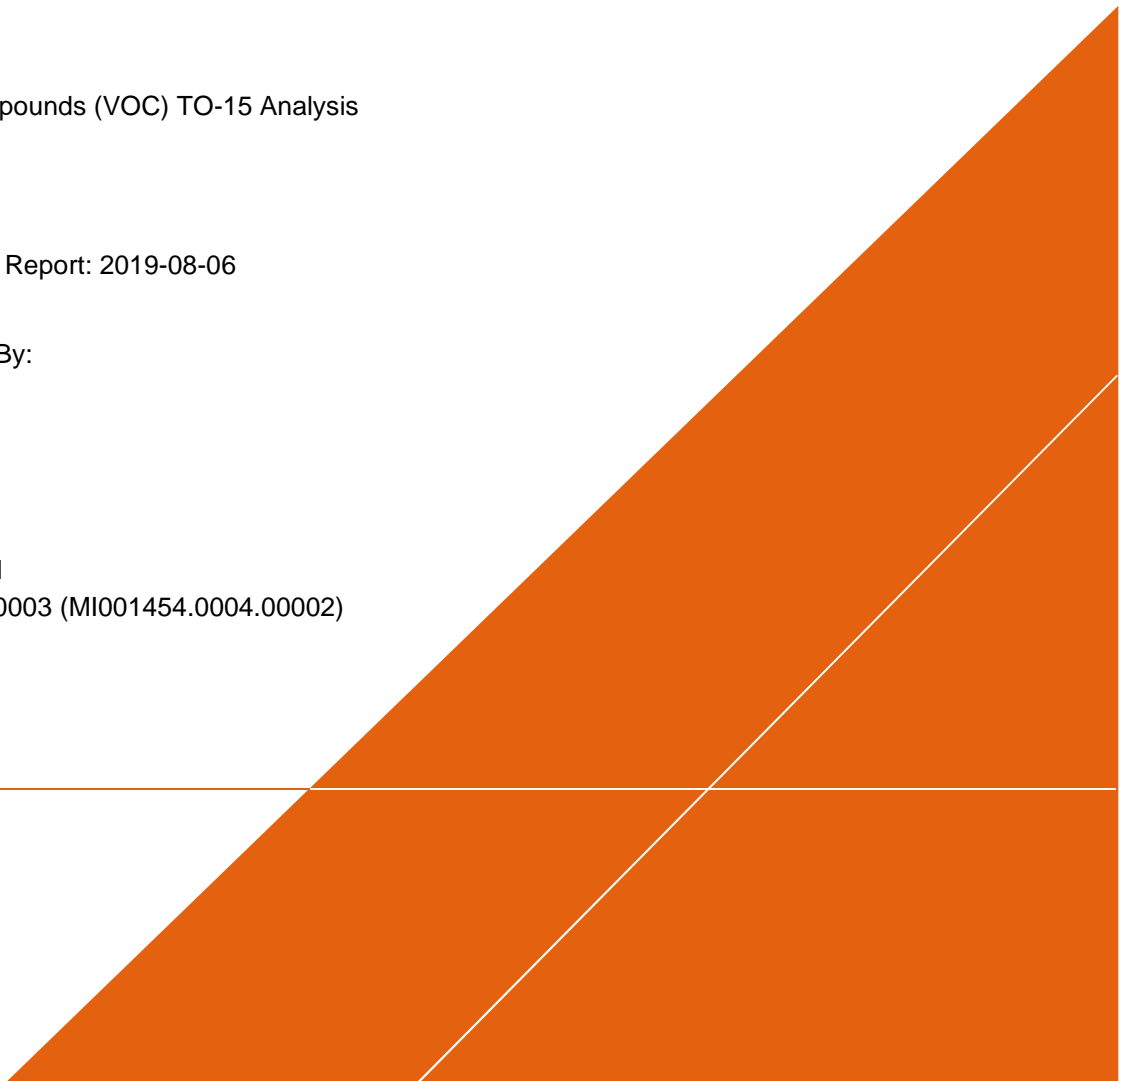 pounds (VOC) TO-15 Analysis
Report: 2019-08-06
By:
0003 (MI001454.0004.00002)